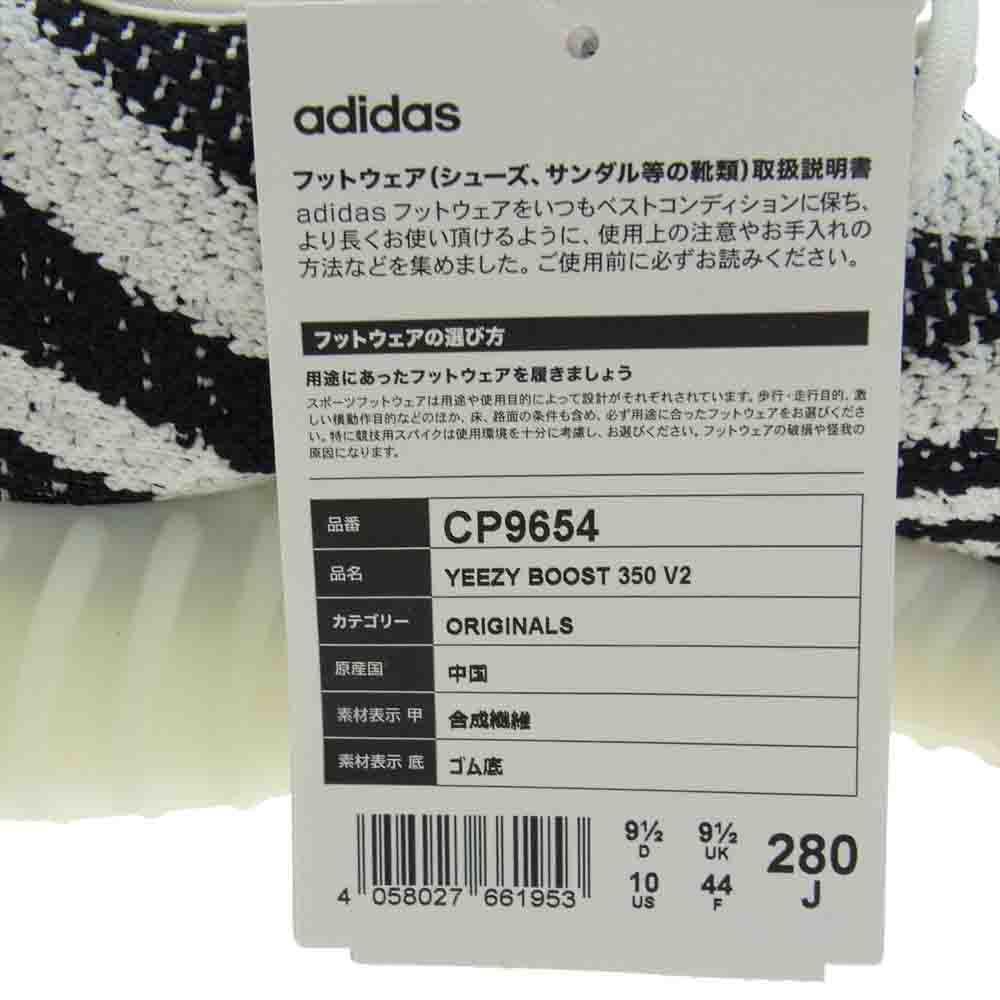 adidas
フットウェア(シューズ、サンダル等の靴類)取扱説明書
adidas フットウェアをいつもベストコンディションに保ち、
より長くお使い頂けるように、使用上の注意やお手入れの
方法などを集めました。ご使用前に必ずお読みください。
フットウェアの選び方
用途にあったフットウェアを履きましょう
スポーツフットウェアは用途や使用目的によって設計がそれぞれされています。歩行・走行目的、激
しい横動作目的などのほか、床、路面の条件も含め、必ず用途に合ったフットウェアをお選びくださ
い。特に競技用スパイクは使用環境を十分に考慮し、お選びください。フットウェアの破損や怪我の
原因になります。
品番 CP9654
品名 YEEZY BOOST 350 V2
カテゴリー ORIGINALS
原産国 中国
素材表示 甲 合成繊維
素材表示 底 ゴム底
9½ 9½ 280
D UK J
10 44
US F
4 058027 661953